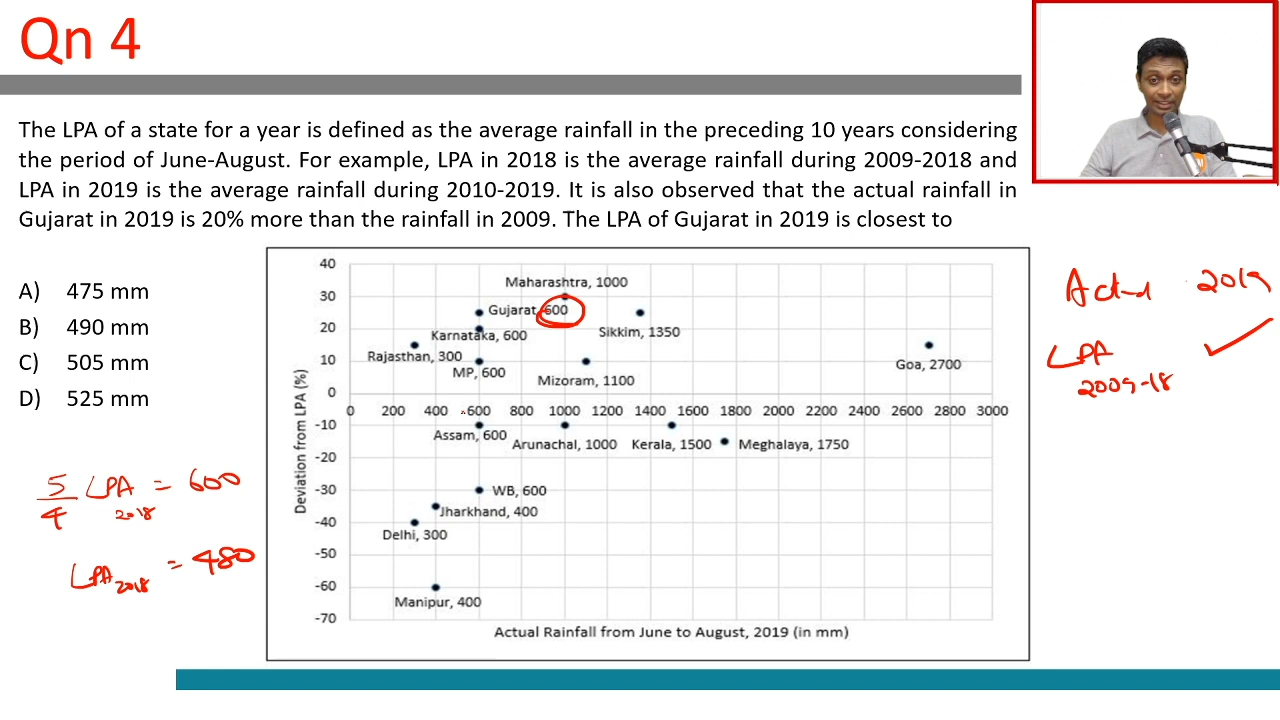 Qn 4
The LPA of a state for a year is defined as the average rainfall in the preceding 10 years considering
the period of June-August. For example, LPA in 2018 is the average rainfall during 2009-2018 and
LPA in 2019 is the average rainfall during 2010-2019. It is also observed that the actual rainfall in
Gujarat in 2019 is 20% more than the rainfall in 2009. The LPA of Gujarat in 2019 is closest to
A) 475 mm
B) 490 mm
C) 505 mm
D) 525 mm
5/4 LPA 2018 = 600
LPA 2018 = 480
Deviation from LPA (%)
40
30
20
10
0
-10
-20
-30
-40
-50
-60
-70
Maharashtra, 1000
Gujarat, 600
Sikkim, 1350
Karnataka, 600
Rajasthan, 300
MP, 600
Mizoram, 1100
Goa, 2700
0 200 400 600 800 1000 1200 1400 1600 1800 2000 2200 2400 2600 2800 3000
Assam, 600
Arunachal, 1000
Kerala, 1500
Meghalaya, 1750
WB, 600
Jharkhand, 400
Delhi, 300
Manipur, 400
Actual Rainfall from June to August, 2019 (in mm)
Actual 2019
LPA
2009-18